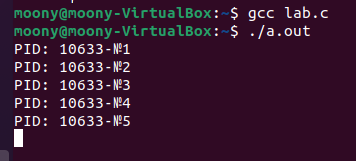 moony@moony-VirtualBox:~$ gcc lab.c
moony@moony-VirtualBox:~$ ./a.out
PID: 10633-№1
PID: 10633-№2
PID: 10633-№3
PID: 10633-№4
PID: 10633-№5